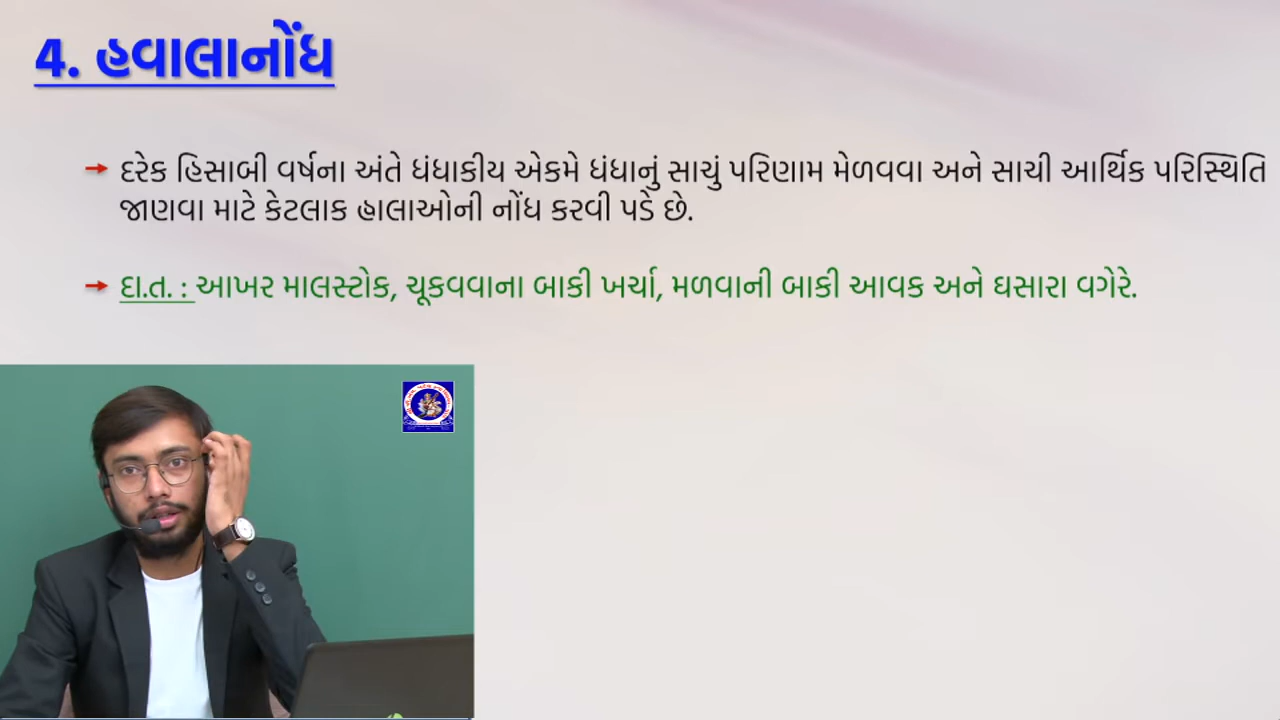 4. હવાલાનોંધ
→ દરેક હિસાબી વર્ષના અંતે ધંધાકીય એકમે ધંધાનું સાચું પરિણામ મેળવવા અને સાચી આર્થિક પરિસ્થિતિ
જાણવા માટે કેટલાક હાલાઓની નોંધ કરવી પડે છે.
→ દા.ત. : આખર માલસ્ટોક, ચૂકવવાના બાકી ખર્ચા, મળવાની બાકી આવક અને ઘસારા વગેરે.